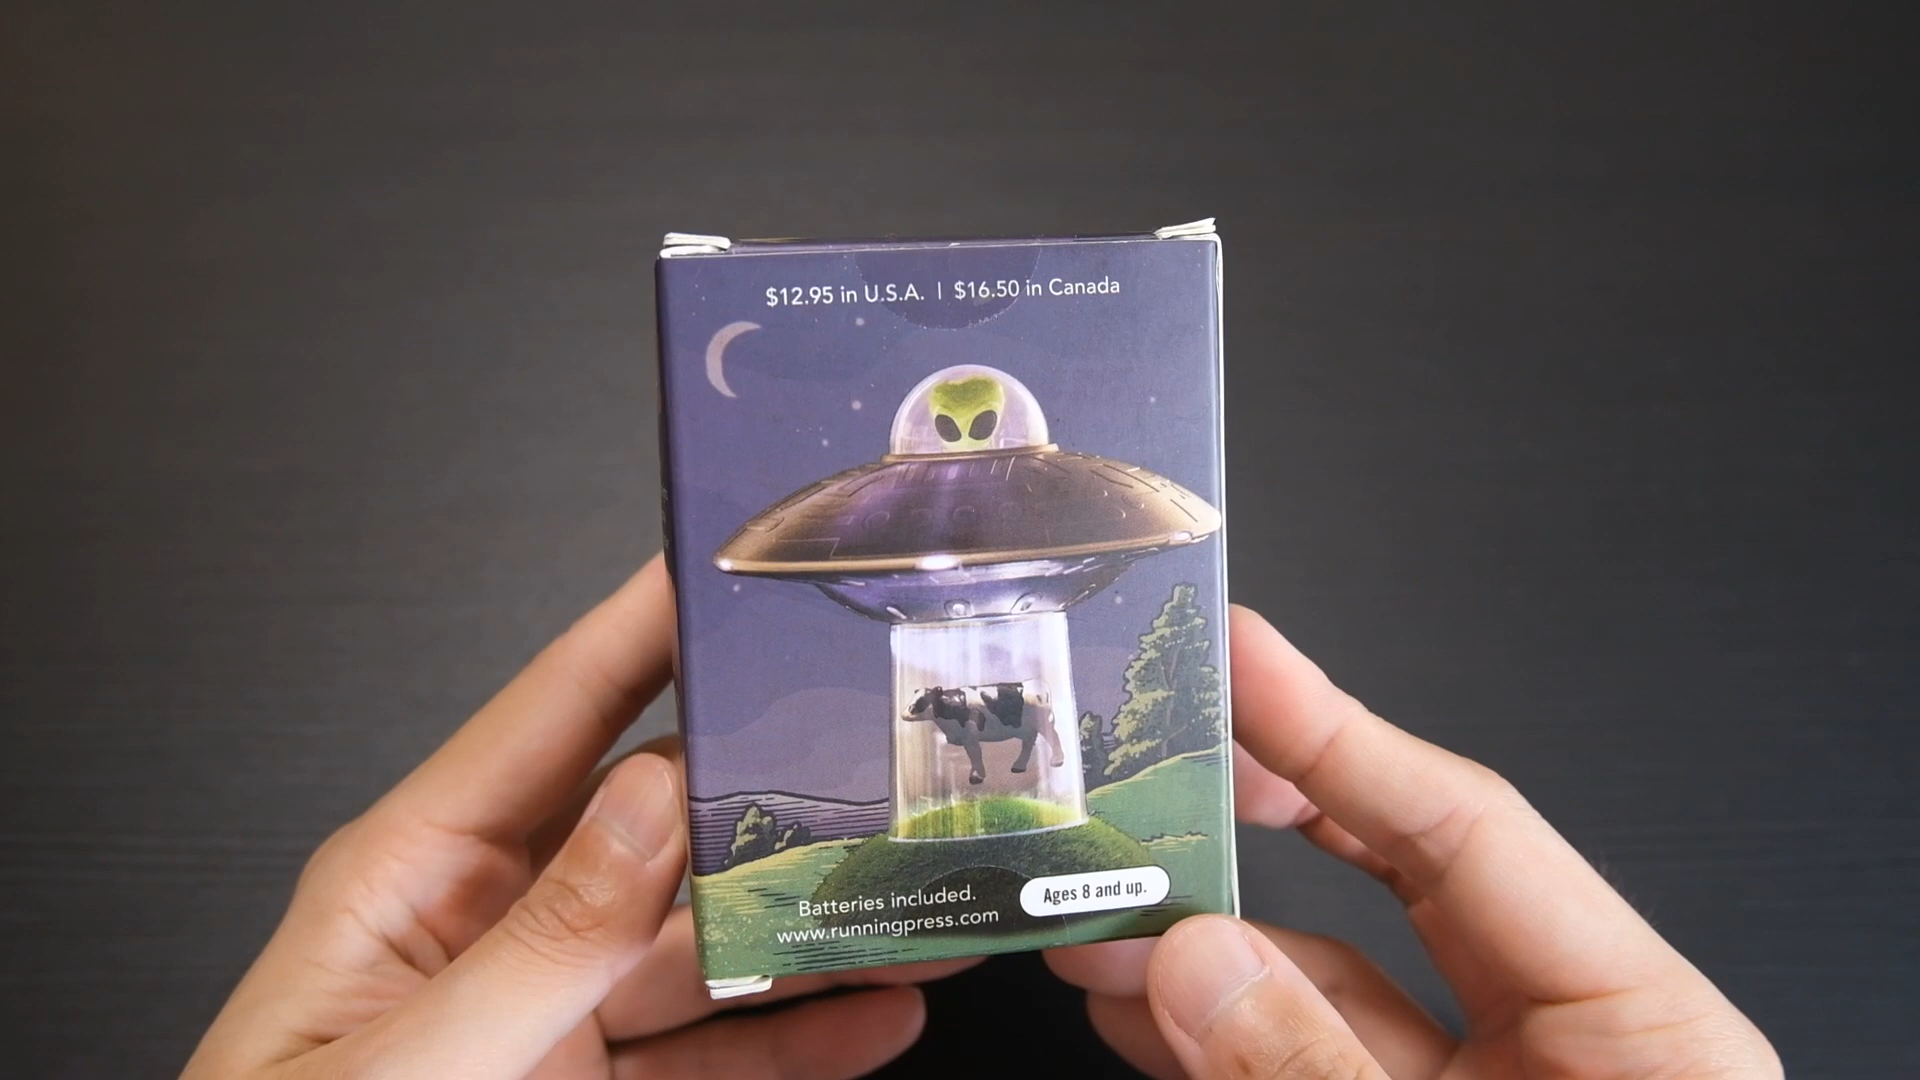 $12.95 in U.S.A. | $16.50 in Canada
Batteries included.
www.runningpress.com
Ages 8 and up.